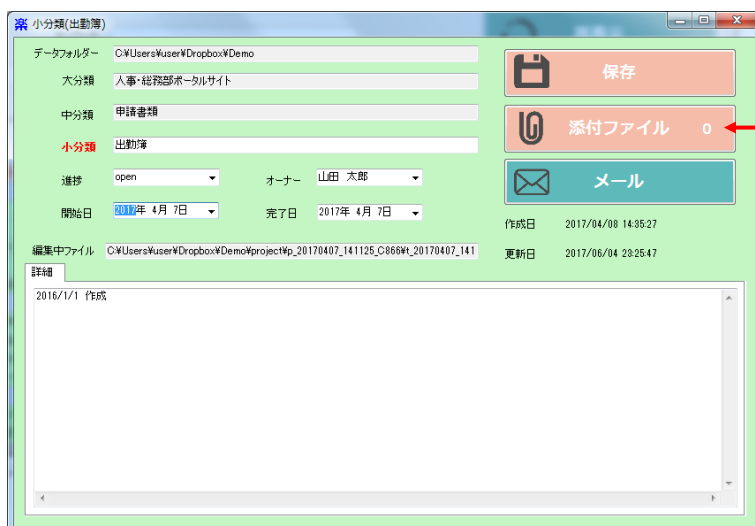 楽 小分類(出勤簿)
データフォルダー C:¥Users¥user¥Dropbox¥Demo
大分類 人事・総務部ポータルサイト
中分類 申請書類
小分類 出勤簿
進捗 open オーナー 山田 太郎
開始日 2017年 4月 7日 完了日 2017年 4月 7日
編集中ファイル C:¥Users¥user¥Dropbox¥Demo¥project¥p_20170407_141125_C866¥t_20170407_141
保存
添付ファイル 0
メール
作成日 2017/04/08 14:35:27
更新日 2017/06/04 23:25:47
詳細
2016/1/1 作成